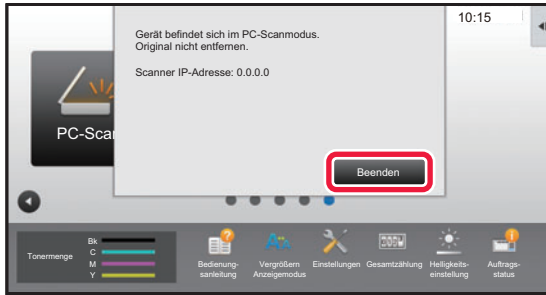 10:15
Gerät befindet sich im PC-Scanmodus.
Original nicht entfernen.
Scanner IP-Adresse: 0.0.0.0
PC-Scan
Beenden
Tonermenge
Bk
C
M
Y
Bedienungs-
anleitung
Vergrößern
Anzeigemodus
Einstellungen
Gesamtzählung
Helligkeits-
einstellung
Auftrags-
status